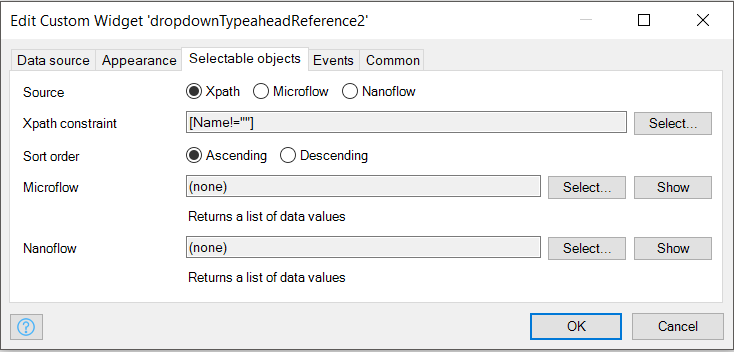 Edit Custom Widget 'dropdownTypeaheadReference2'
Data source Appearance Selectable objects Events Common
Source Xpath Microflow Nanoflow
Xpath constraint [Name!=""] Select...
Sort order Ascending Descending
Microflow (none) Select... Show
Returns a list of data values
Nanoflow (none) Select... Show
Returns a list of data values
? OK Cancel